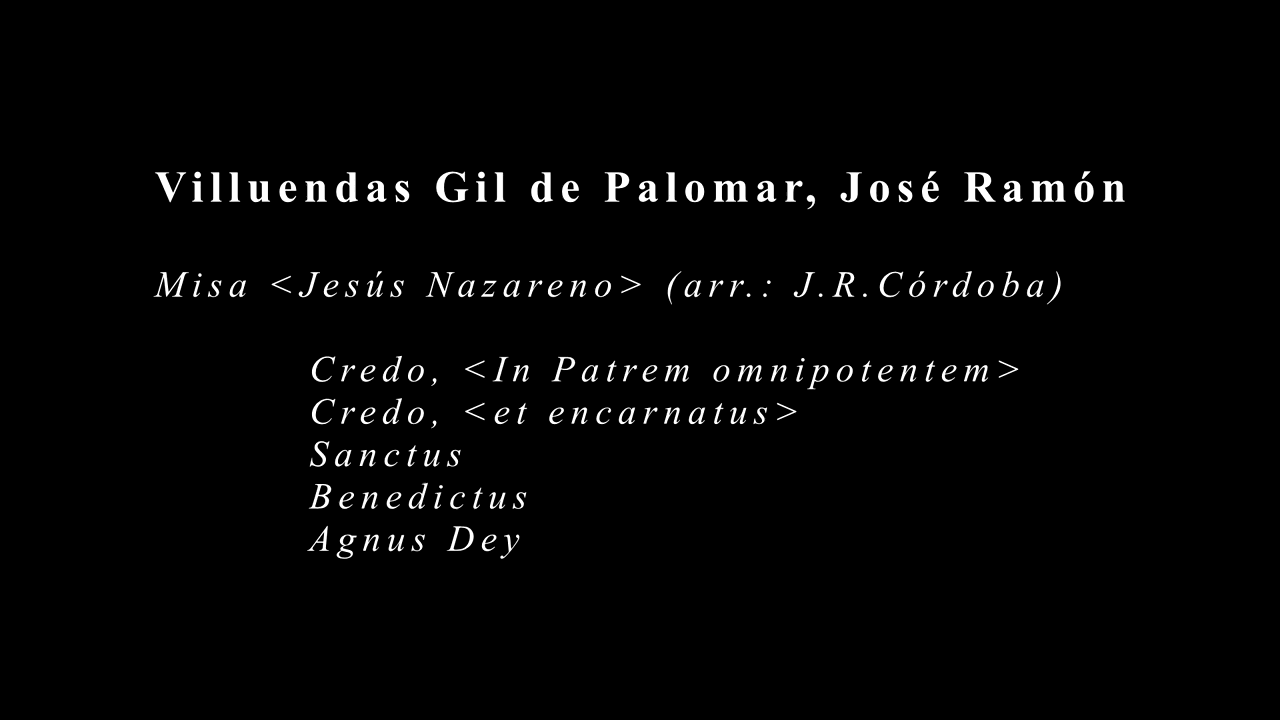 Villuendas Gil de Palomar, José Ramón
Misa <Jesús Nazareno> (arr.: J.R.Córdoba)
Credo, <In Patrem omnipotentem>
Credo, <et encarnatus>
Sanctus
Benedictus
Agnus Dey